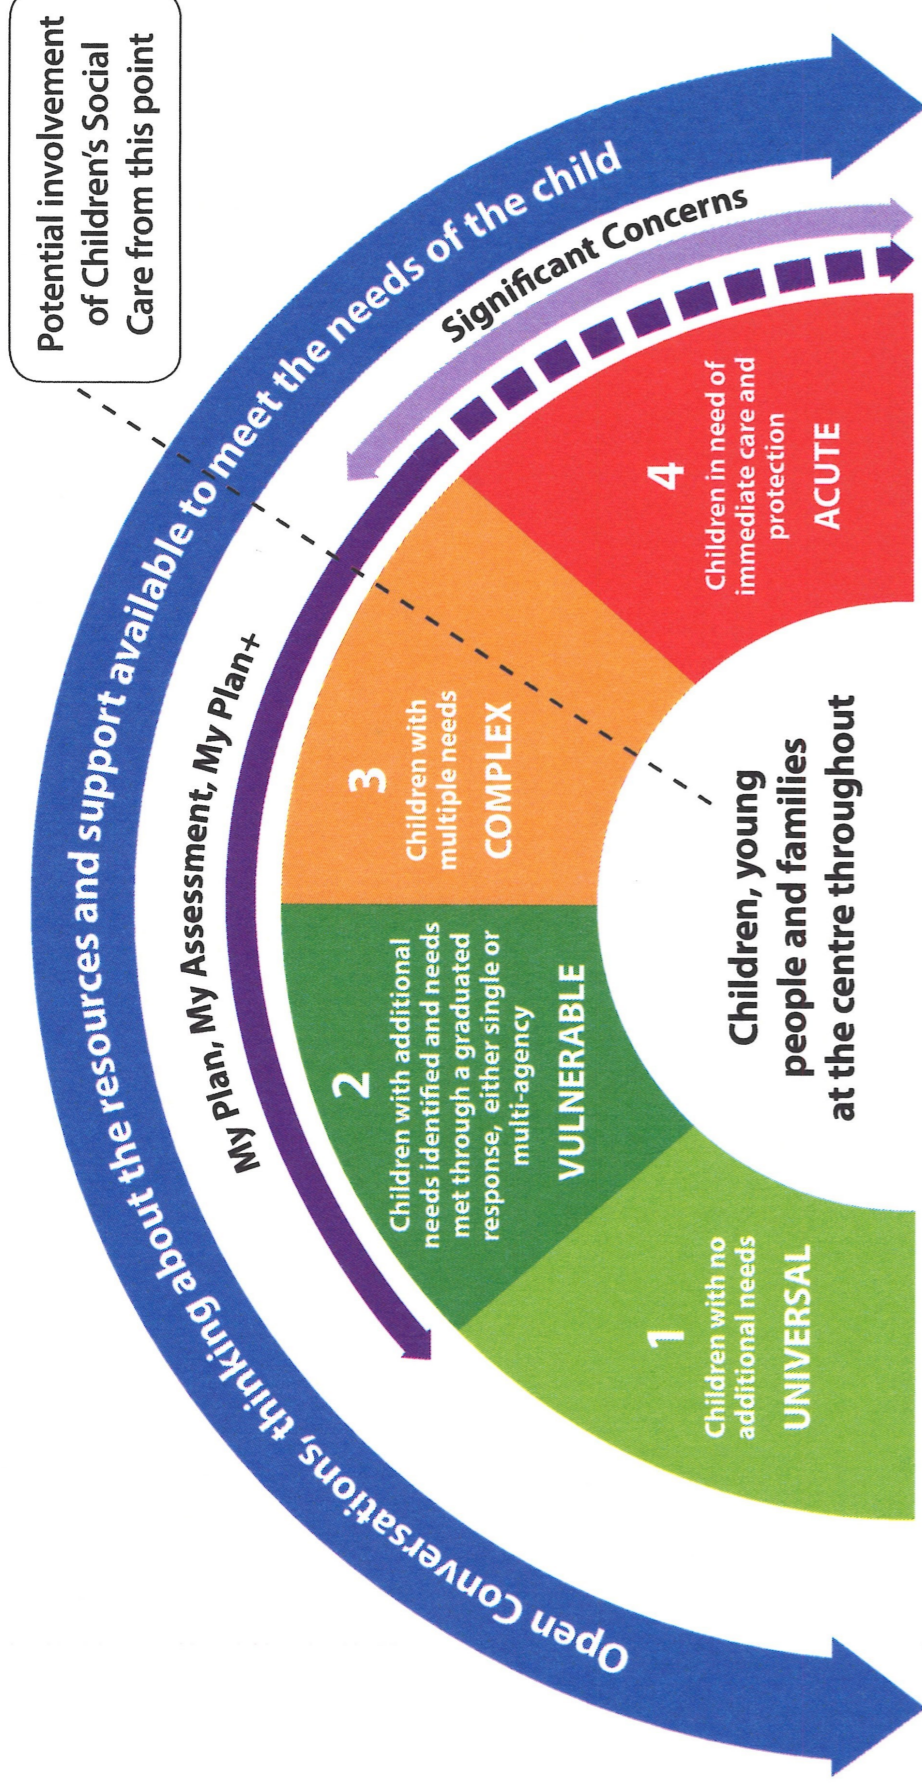 Potential involvement
of Children's Social
Care from this point
Open Conversations, thinking about the resources and support available to meet the needs of the child
My Plan, My Assessment, My Plan+
Significant Concerns
1
Children with no
additional needs
UNIVERSAL
2
Children with additional
needs identified and needs
met through a graduated
response, either single or
multi-agency
VULNERABLE
3
Children with
multiple needs
COMPLEX
4
Children in need of
immediate care and
protection
ACUTE
Children, young
people and families
at the centre throughout